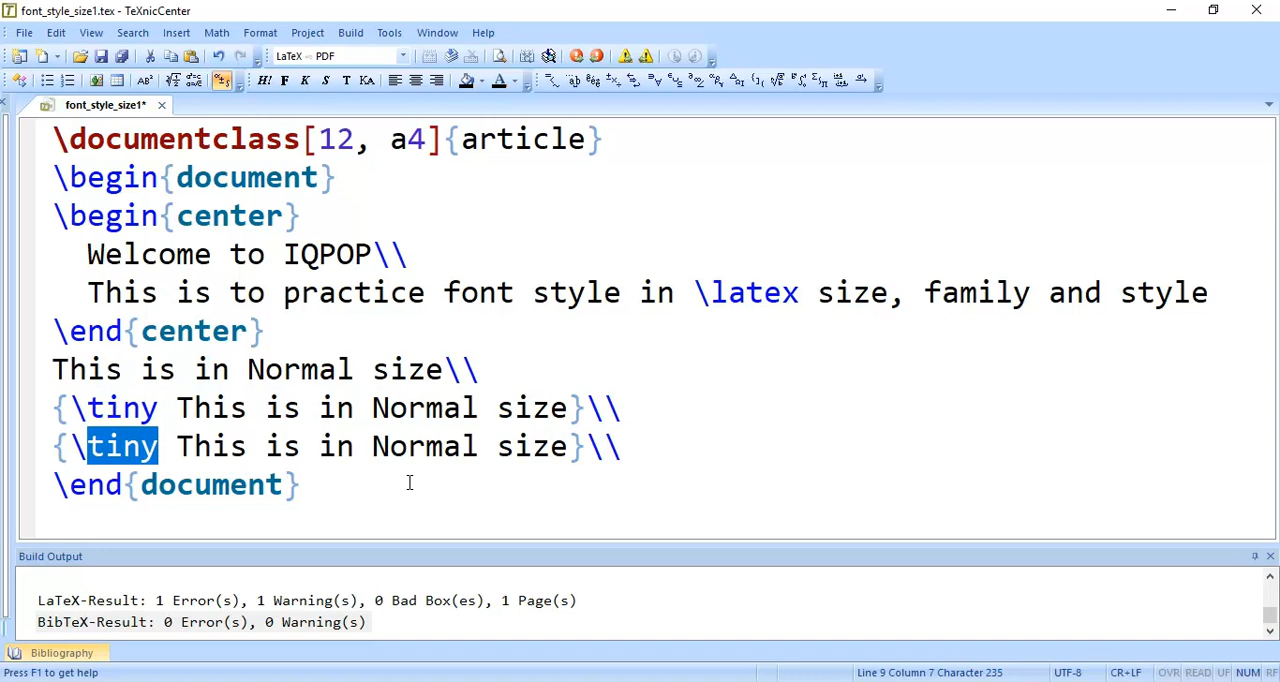 font_style_size1.tex - TeXnicCenter
File Edit View Search Insert Math Format Project Build Tools Window Help
LaTeX ⇨ PDF
font_style_size1*
\documentclass[12, a4]{article}
\begin{document}
\begin{center}
Welcome to IQPOP\\
This is to practice font style in \latex size, family and style
\end{center}
This is in Normal size\\
{\tiny This is in Normal size}\\
{\tiny This is in Normal size}\\
\end{document}
Build Output
LaTeX-Result: 1 Error(s), 1 Warning(s), 0 Bad Box(es), 1 Page(s)
BibTeX-Result: 0 Error(s), 0 Warning(s)
Bibliography
Press F1 to get help
Line 9 Column 7 Character 235 UTF-8 CR+LF OVR READ UF NUM RF